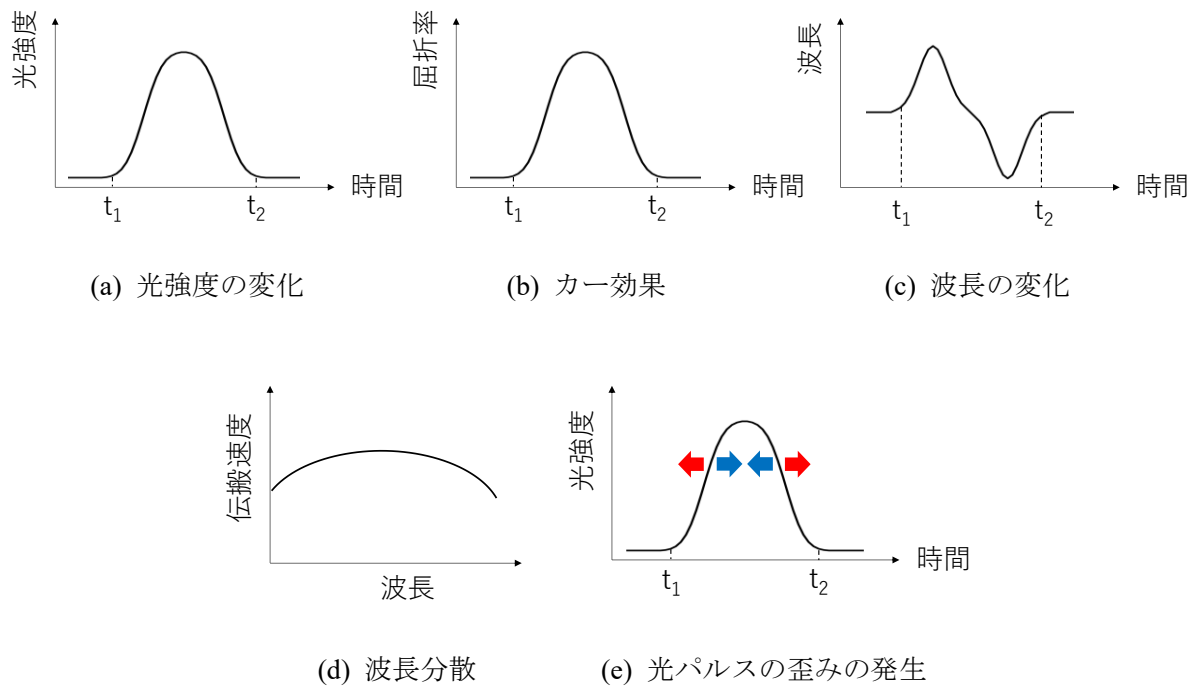 光強度
時間
t₁
t₂
(a) 光強度の変化
屈折率
時間
t₁
t₂
(b) カー効果
波長
時間
t₁
t₂
(c) 波長の変化
伝搬速度
波長
(d) 波長分散
光強度
時間
t₁
t₂
(e) 光パルスの歪みの発生